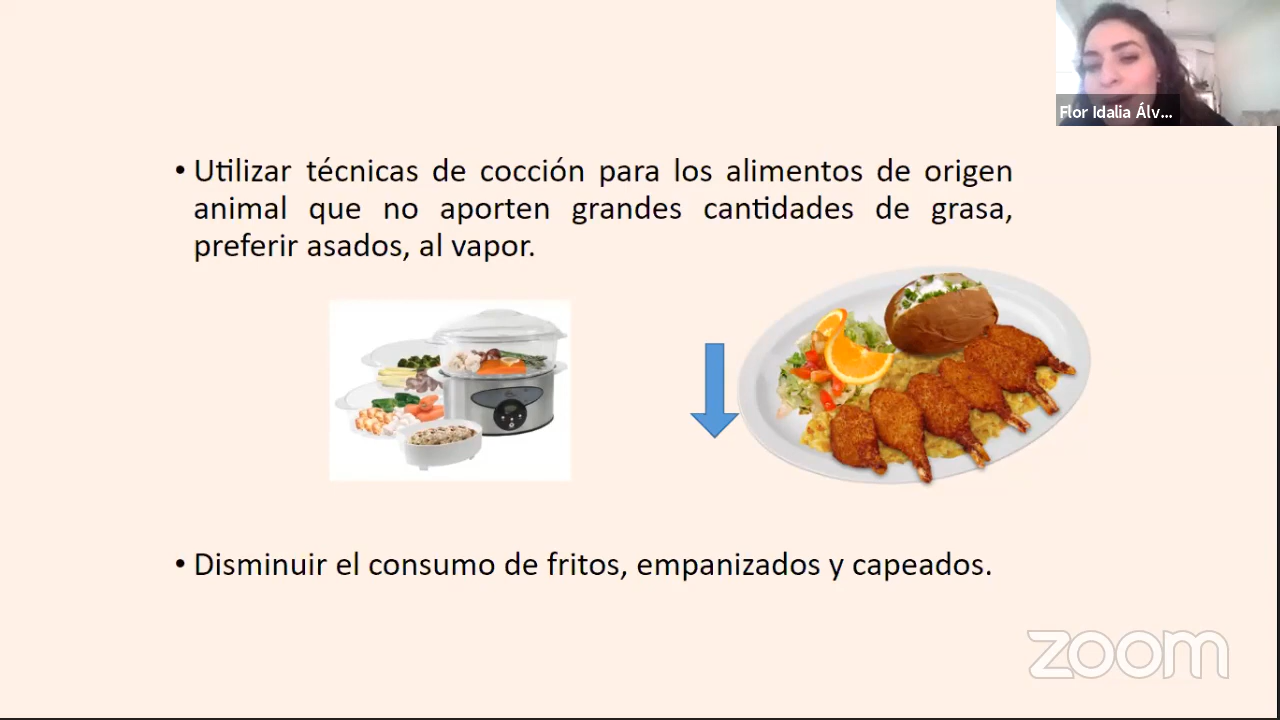 Flor Idalia Álv...
• Utilizar técnicas de cocción para los alimentos de origen
animal que no aporten grandes cantidades de grasa,
preferir asados, al vapor.
• Disminuir el consumo de fritos, empanizados y capeados.
zoom